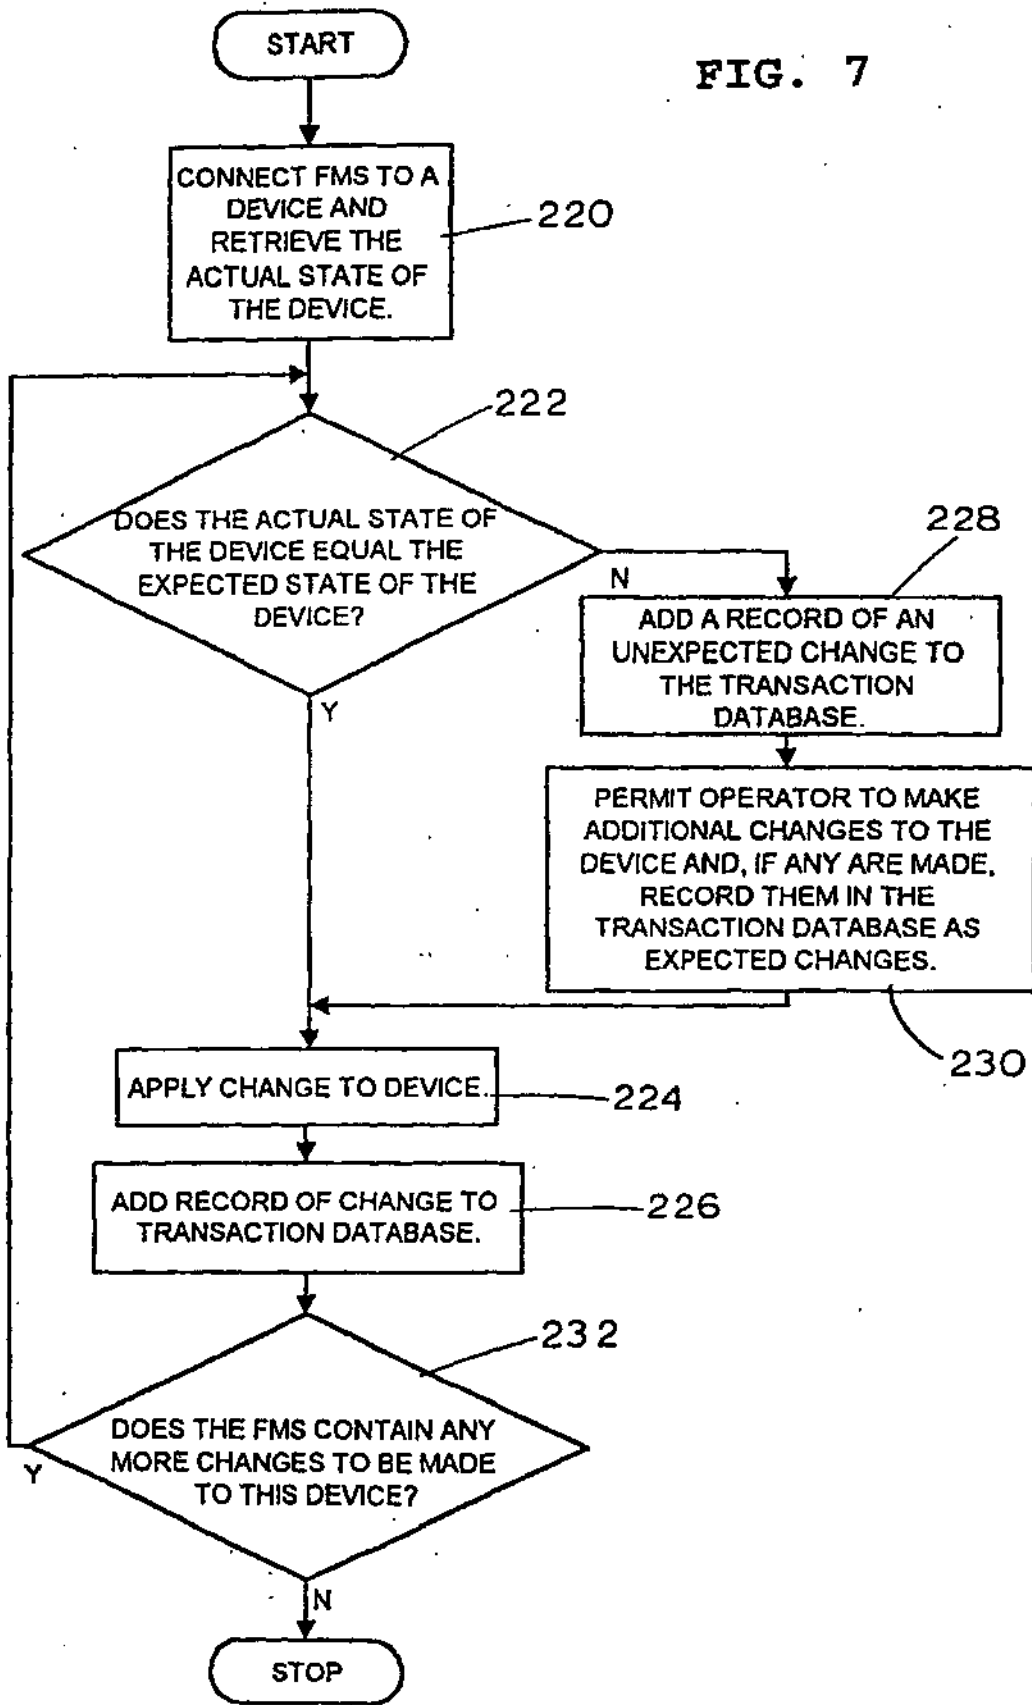 START
FIG. 7
CONNECT FMS TO A
DEVICE AND
RETRIEVE THE
ACTUAL STATE OF
THE DEVICE.
220
222
DOES THE ACTUAL STATE OF
THE DEVICE EQUAL THE
EXPECTED STATE OF THE
DEVICE?
N
Y
228
ADD A RECORD OF AN
UNEXPECTED CHANGE TO
THE TRANSACTION
DATABASE.
PERMIT OPERATOR TO MAKE
ADDITIONAL CHANGES TO THE
DEVICE AND, IF ANY ARE MADE,
RECORD THEM IN THE
TRANSACTION DATABASE AS
EXPECTED CHANGES.
230
APPLY CHANGE TO DEVICE.
224
ADD RECORD OF CHANGE TO
TRANSACTION DATABASE.
226
232
DOES THE FMS CONTAIN ANY
MORE CHANGES TO BE MADE
TO THIS DEVICE?
Y
N
STOP